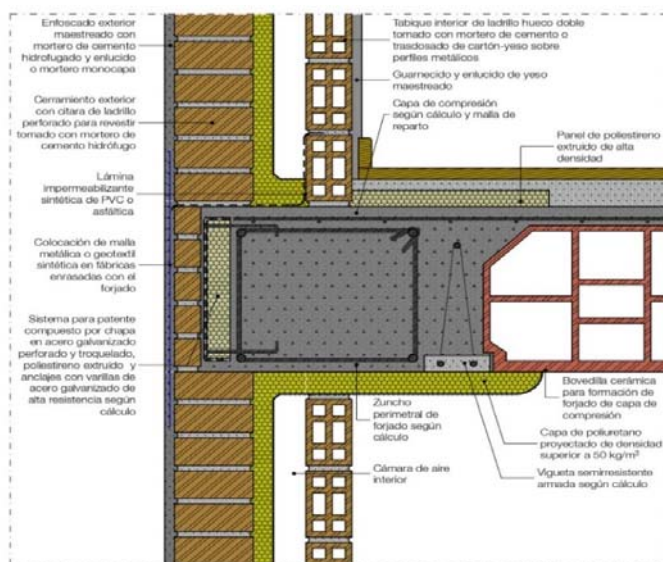 Enfoscado exterior
maestreado con
mortero de cemento
hidrofugado y enlucido
o mortero monocapa
Cerramiento exterior
con citara de ladrillo
perforado para revestir
tomado con mortero de
cemento hidrófugo
Lámina
impermeabilizante
sintética de PVC o
asfáltica
Colocación de malla
metálica o geotextil
sintética en fábricas
enrasadas con el
forjado
Sistema para patente
compuesto por chapa
en acero galvanizado
perforado y troquelado,
poliestireno extruido y
anclajes con varillas de
acero galvanizado de
alta resistencia según
cálculo
Tabique interior de ladrillo hueco doble
tomado con mortero de cemento o
trasdosado de cartón-yeso sobre
perfiles metálicos
Guarnecido y enlucido de yeso
maestreado
Capa de compresión
según cálculo y malla de
reparto
Panel de poliestireno
extruido de alta
densidad
Zuncho
perimetral de
forjado según
cálculo
Cámara de aire
interior
Bovedilla cerámica
para formación de
forjado de capa de
compresión
Capa de poliuretano
proyectado de densidad
superior a 50 kg/m³
Vigueta semirresistente
armada según cálculo